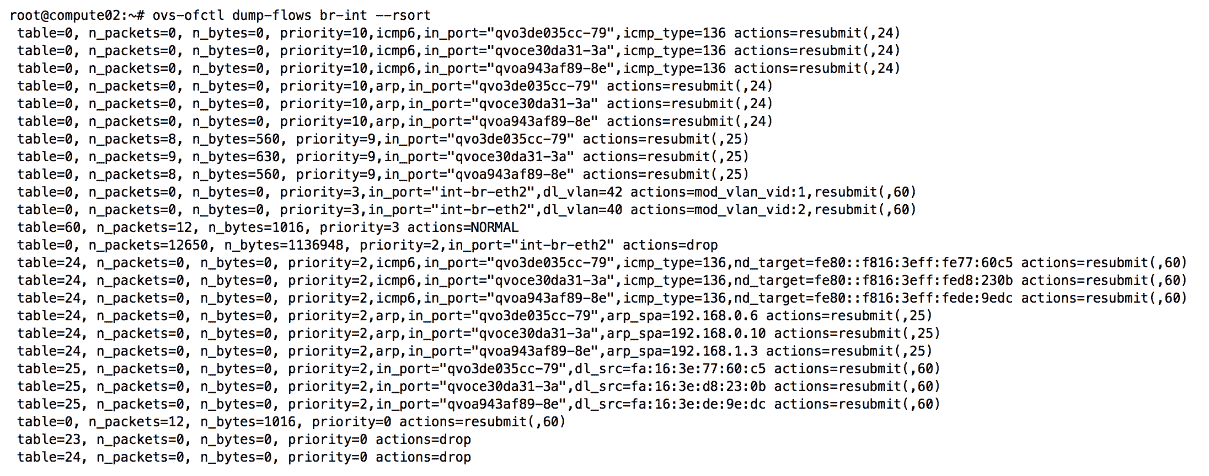 root@compute02:~# ovs-ofctl dump-flows br-int --rsort
table=0, n_packets=0, n_bytes=0, priority=10,icmp6,in_port="qvo3de035cc-79",icmp_type=136 actions=resubmit(,24)
table=0, n_packets=0, n_bytes=0, priority=10,icmp6,in_port="qvoce30da31-3a",icmp_type=136 actions=resubmit(,24)
table=0, n_packets=0, n_bytes=0, priority=10,icmp6,in_port="qvoa943af89-8e",icmp_type=136 actions=resubmit(,24)
table=0, n_packets=0, n_bytes=0, priority=10,arp,in_port="qvo3de035cc-79" actions=resubmit(,24)
table=0, n_packets=0, n_bytes=0, priority=10,arp,in_port="qvoce30da31-3a" actions=resubmit(,24)
table=0, n_packets=0, n_bytes=0, priority=10,arp,in_port="qvoa943af89-8e" actions=resubmit(,24)
table=0, n_packets=8, n_bytes=560, priority=9,in_port="qvo3de035cc-79" actions=resubmit(,25)
table=0, n_packets=9, n_bytes=630, priority=9,in_port="qvoce30da31-3a" actions=resubmit(,25)
table=0, n_packets=8, n_bytes=560, priority=9,in_port="qvoa943af89-8e" actions=resubmit(,25)
table=0, n_packets=0, n_bytes=0, priority=3,in_port="int-br-eth2",dl_vlan=42 actions=mod_vlan_vid:1,resubmit(,60)
table=0, n_packets=0, n_bytes=0, priority=3,in_port="int-br-eth2",dl_vlan=40 actions=mod_vlan_vid:2,resubmit(,60)
table=60, n_packets=12, n_bytes=1016, priority=3 actions=NORMAL
table=0, n_packets=12650, n_bytes=1136948, priority=2,in_port="int-br-eth2" actions=drop
table=24, n_packets=0, n_bytes=0, priority=2,icmp6,in_port="qvo3de035cc-79",icmp_type=136,nd_target=fe80::f816:3eff:fe77:60c5 actions=resubmit(,60)
table=24, n_packets=0, n_bytes=0, priority=2,icmp6,in_port="qvoce30da31-3a",icmp_type=136,nd_target=fe80::f816:3eff:fed8:230b actions=resubmit(,60)
table=24, n_packets=0, n_bytes=0, priority=2,icmp6,in_port="qvoa943af89-8e",icmp_type=136,nd_target=fe80::f816:3eff:fede:9edc actions=resubmit(,60)
table=24, n_packets=0, n_bytes=0, priority=2,arp,in_port="qvo3de035cc-79",arp_spa=192.168.0.6 actions=resubmit(,25)
table=24, n_packets=0, n_bytes=0, priority=2,arp,in_port="qvoce30da31-3a",arp_spa=192.168.0.10 actions=resubmit(,25)
table=24, n_packets=0, n_bytes=0, priority=2,arp,in_port="qvoa943af89-8e",arp_spa=192.168.1.3 actions=resubmit(,25)
table=25, n_packets=0, n_bytes=0, priority=2,in_port="qvo3de035cc-79",dl_src=fa:16:3e:77:60:c5 actions=resubmit(,60)
table=25, n_packets=0, n_bytes=0, priority=2,in_port="qvoce30da31-3a",dl_src=fa:16:3e:d8:23:0b actions=resubmit(,60)
table=25, n_packets=0, n_bytes=0, priority=2,in_port="qvoa943af89-8e",dl_src=fa:16:3e:de:9e:dc actions=resubmit(,60)
table=0, n_packets=12, n_bytes=1016, priority=0 actions=resubmit(,60)
table=23, n_packets=0, n_bytes=0, priority=0 actions=drop
table=24, n_packets=0, n_bytes=0, priority=0 actions=drop